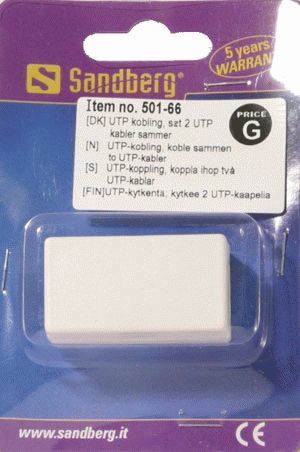 5 years
WARRAN
Sandberg®
Item no. 501-66
[DK] UTP kobling, szt 2 UTP
kabler sammer
[N] UTP-kobling, koble sammen
to UTP-kabler
[S] UTP-koppling, koppla ihop två
UTP-kablar
[FIN]UTP-kytkentä, kytkee 2 UTP-kaapelia
PRICE
G
www.sandberg.it
CE